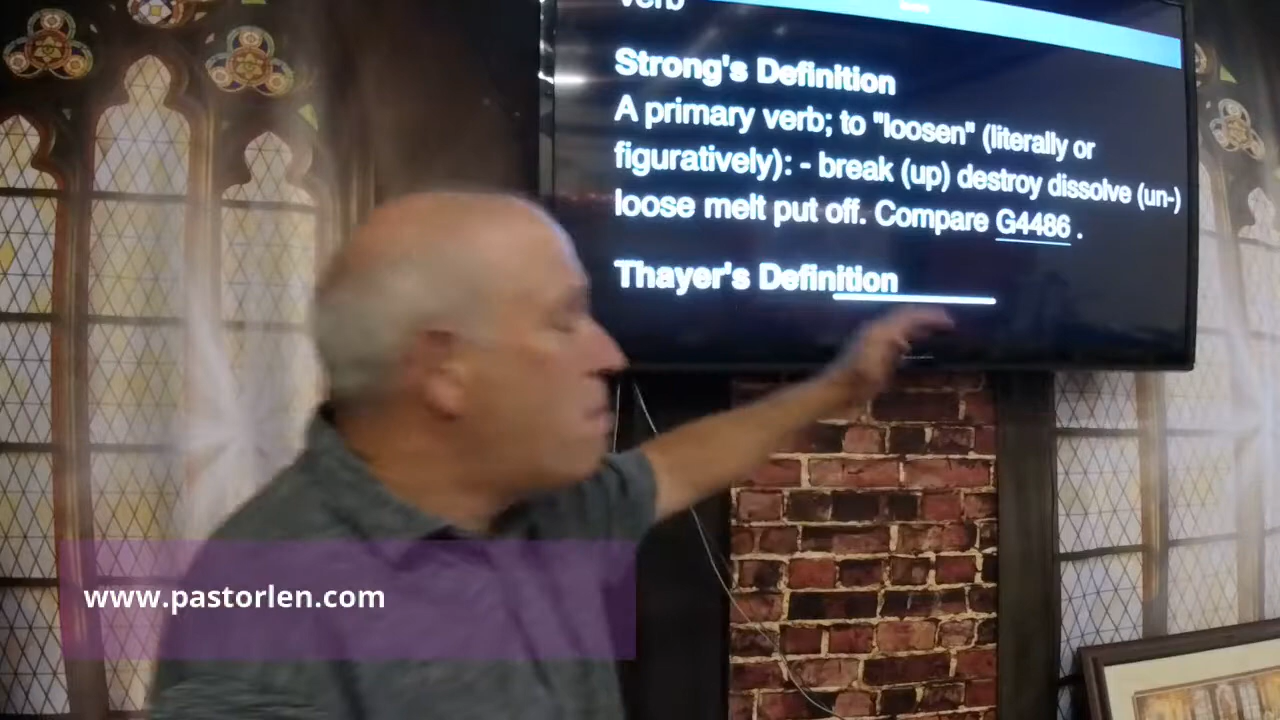 verb
Strong's Definition
A primary verb; to "loosen" (literally or
figuratively): - break (up) destroy dissolve (un-)
loose melt put off. Compare G4486 .
Thayer's Definition
www.pastorlen.com